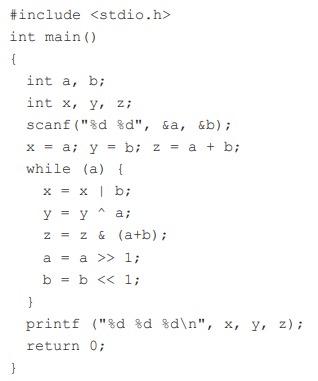 #include <stdio.h>
int main()
{
int a, b;
int x, y, z;
scanf("%d %d", &a, &b);
x = a; y = b; z = a + b;
while (a) {
x = x | b;
y = y ^ a;
z = z & (a+b);
a = a >> 1;
b = b << 1;
}
printf ("%d %d %d\n", x, y, z);
return 0;
}